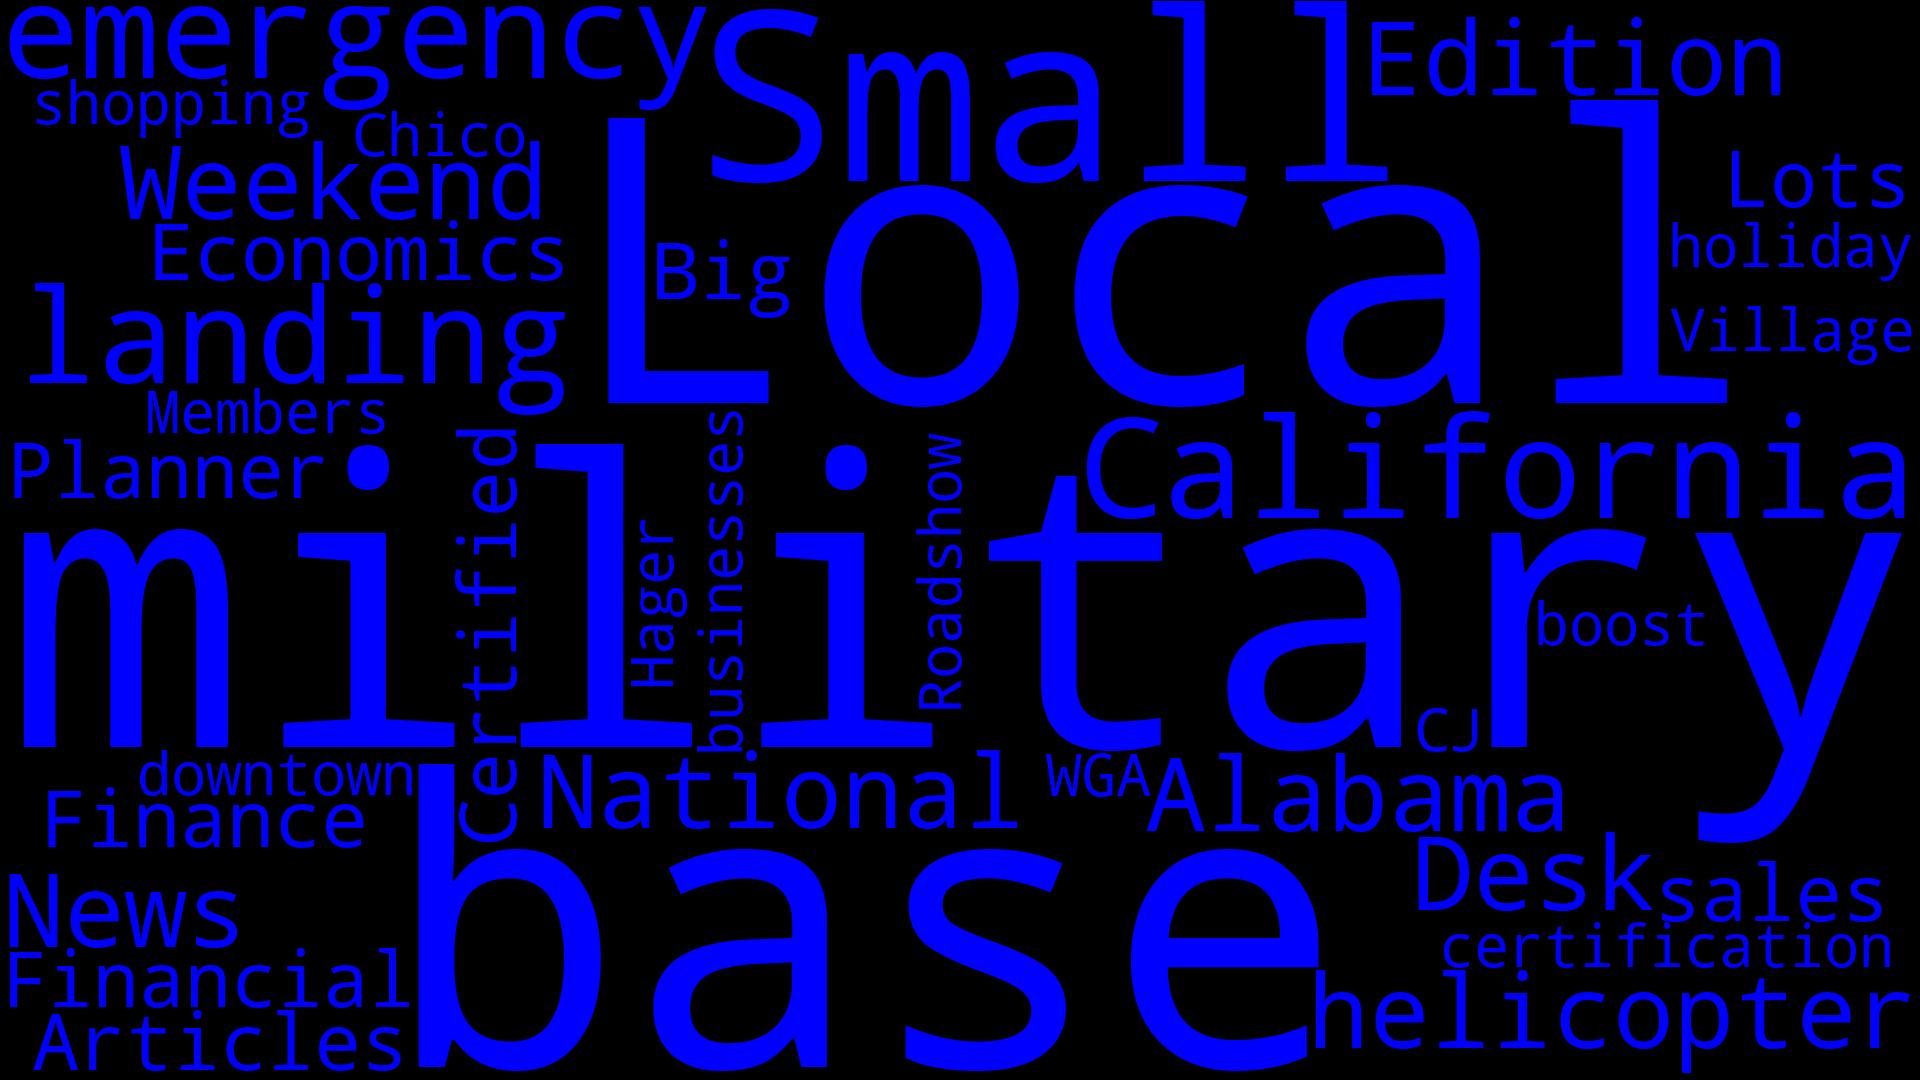 emergency
Small
Edition
shopping
Chico
Weekend
Local
Lots
Economics
Big
holiday
landing
Village
Members
California
Planner
Certified
businesses
Roadshow
military
Hager
boost
CJ
downtown
National
WGA
Alabama
Finance
base
Desk
sales
News
certification
Financial
helicopter
Articles